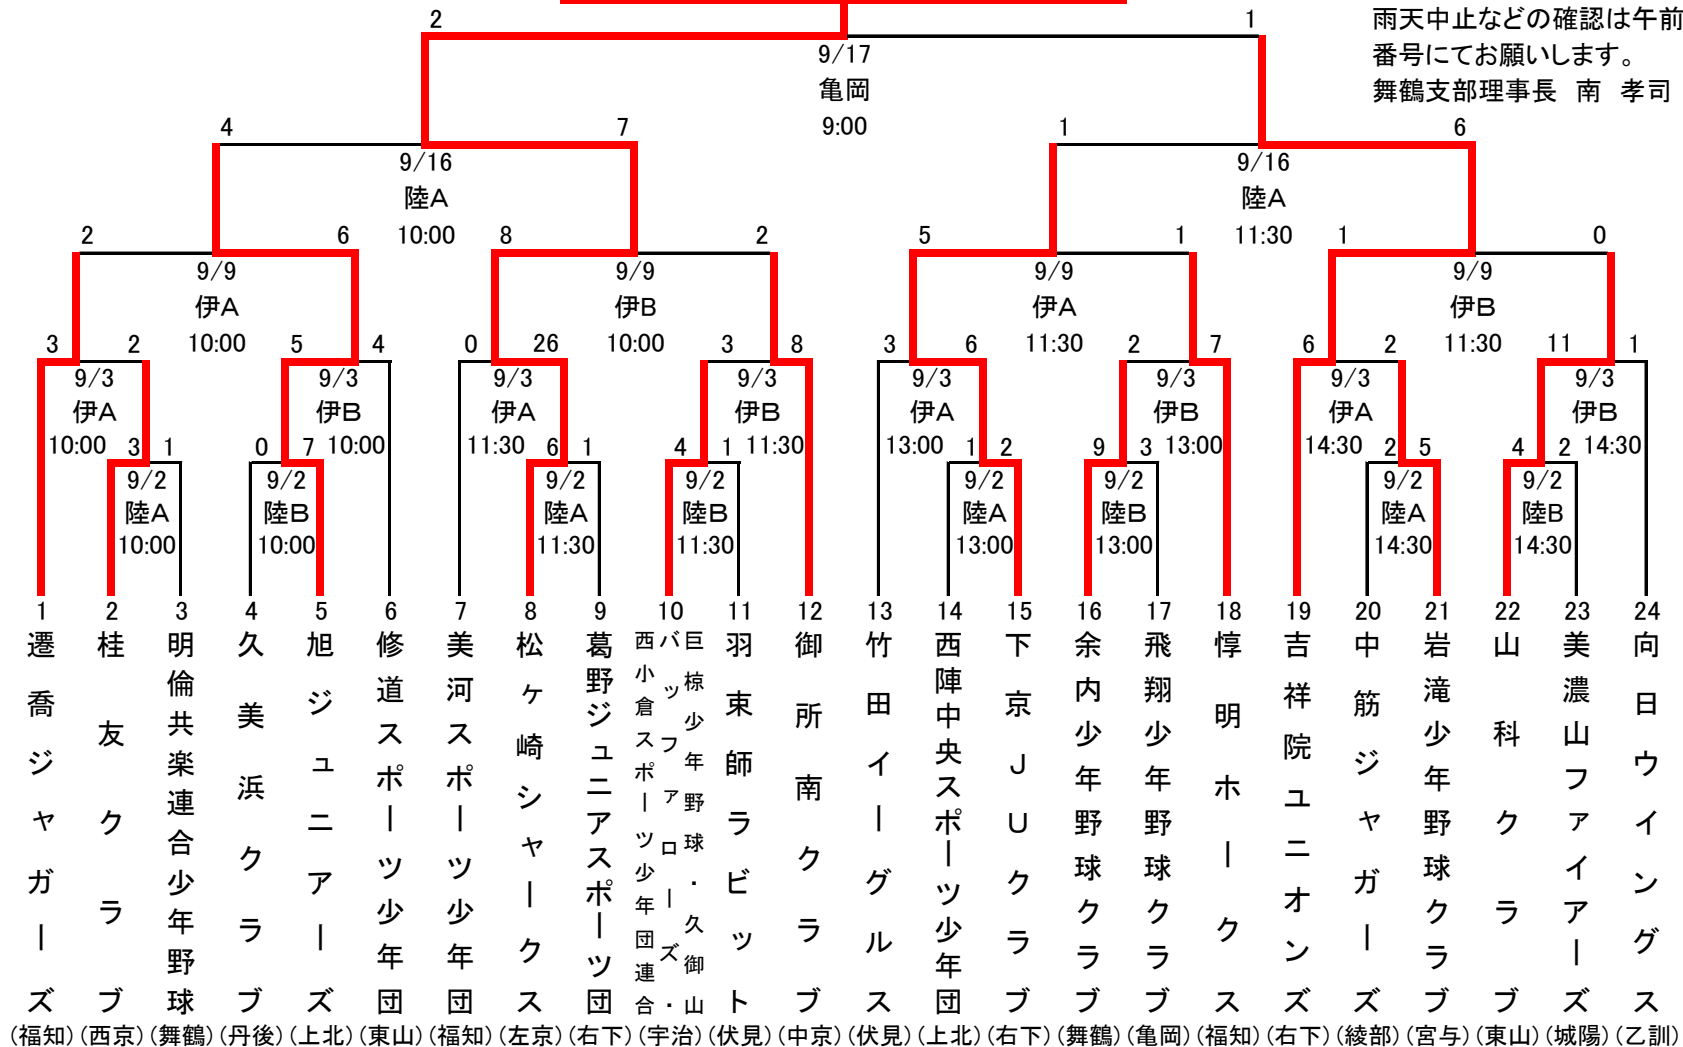 雨天中止などの確認は午前
番号にてお願いします。
舞鶴支部理事長 南 孝司
2 1
9/17
亀岡
9:00
4 7 1 6
9/16 9/16
陸A 陸A
10:00 11:30
2 6 8 2 5 1 1 0
9/9 9/9 9/9 9/9
伊A 伊B 伊A 伊B
10:00 10:00 11:30 11:30
3 2 5 4 0 26 3 8 3 6 2 7 6 2 11 1
9/3 9/3 9/3 9/3 9/3 9/3 9/3 9/3
伊A 伊B 伊A 伊B 伊A 伊B 伊A 伊B
10:00 10:00 11:30 11:30 13:00 13:00 14:30 14:30
3 1 0 7 6 1 4 1 1 2 9 3 2 5 4 2
9/2 9/2 9/2 9/2 9/2 9/2 9/2 9/2
陸A 陸B 陸A 陸B 陸A 陸B 陸A 陸B
10:00 10:00 11:30 11:30 13:00 13:00 14:30 14:30
1 2 3 4 5 6 7 8 9 10 11 12 13 14 15 16 17 18 19 20 21 22 23 24
遷喬ジャガーズ
桂友クラブ
明倫共楽連合少年野球
久美浜クラブ
旭ジュニアーズ
修道スポーツ少年団
美河スポーツ少年団
松ヶ崎シャークス
葛野ジュニアスポーツ団
巨椋少年野球・久御山
バッファローズ・
西小倉スポーツ少年団連合
羽束師ラビット
御所南クラブ
竹田イーグルス
西陣中央スポーツ少年団
下京JUクラブ
余内少年野球クラブ
飛翔少年野球クラブ
惇明ホークス
吉祥院ユニオンズ
中筋ジャガーズ
岩滝少年野球クラブ
山科クラブ
美濃山ファイアーズ
向日ウイングス
(福知) (西京) (舞鶴) (丹後) (上北) (東山) (福知) (左京) (右下) (宇治) (伏見) (中京) (伏見) (上北) (右下) (舞鶴) (亀岡) (福知) (右下) (綾部) (宮与) (東山) (城陽) (乙訓)